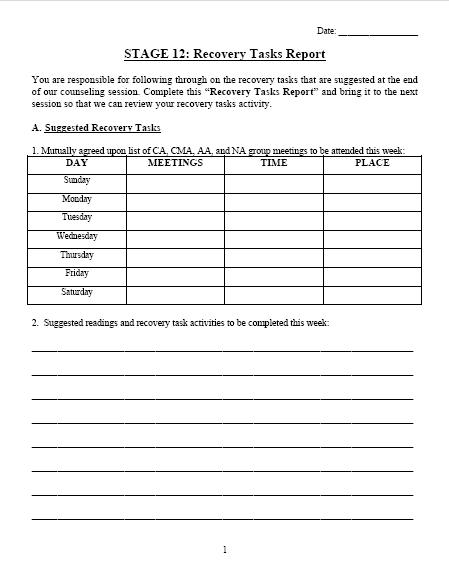 Date: ________________
STAGE 12: Recovery Tasks Report
You are responsible for following through on the recovery tasks that are suggested at the end
of our counseling session. Complete this “Recovery Tasks Report” and bring it to the next
session so that we can review your recovery tasks activity.
A. Suggested Recovery Tasks
1. Mutually agreed upon list of CA, CMA, AA, and NA group meetings to be attended this week:
DAY MEETINGS TIME PLACE
Sunday
Monday
Tuesday
Wednesday
Thursday
Friday
Saturday
2. Suggested readings and recovery task activities to be completed this week:
1